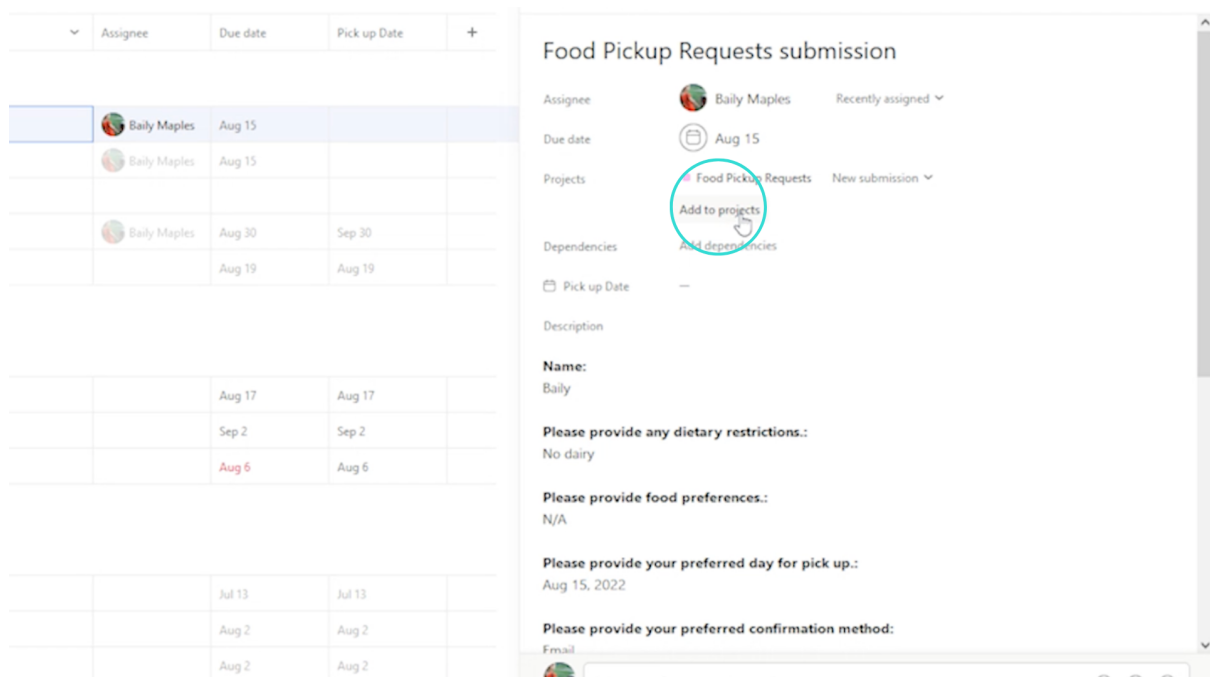 Assignee Due date Pick up Date +
Baily Maples Aug 15
Baily Maples Aug 15
Baily Maples Aug 30 Sep 30
Aug 19 Aug 19
Aug 17 Aug 17
Sep 2 Sep 2
Aug 6 Aug 6
Jul 13 Jul 13
Aug 2 Aug 2
Aug 2 Aug 2
Food Pickup Requests submission
Assignee Baily Maples Recently assigned
Due date Aug 15
Projects Food Pickup Requests New submission
Add to projects
Dependencies Add dependencies
Pick up Date —
Description
Name:
Baily
Please provide any dietary restrictions.:
No dairy
Please provide food preferences.:
N/A
Please provide your preferred day for pick up.:
Aug 15, 2022
Please provide your preferred confirmation method:
Email